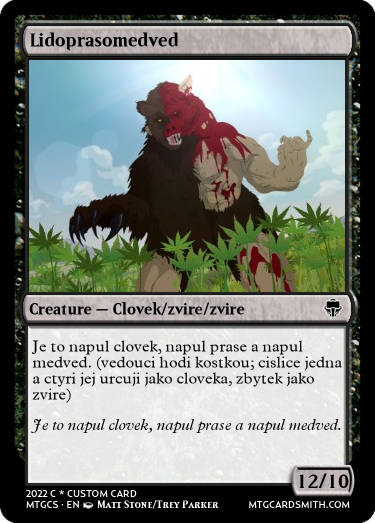 Lidoprasomedved
Creature — Clovek/zvire/zvire
Je to napul clovek, napul prase a napul
medved. (vedouci hodi kostkou; cislice jedna
a ctyri jej urcuji jako cloveka, zbytek jako
zvire)
Je to napul clovek, napul prase a napul medved.
12/10
2022 C * CUSTOM CARD
MTGCS · EN Matt Stone/Trey Parker
MTGCARDSMITH.COM